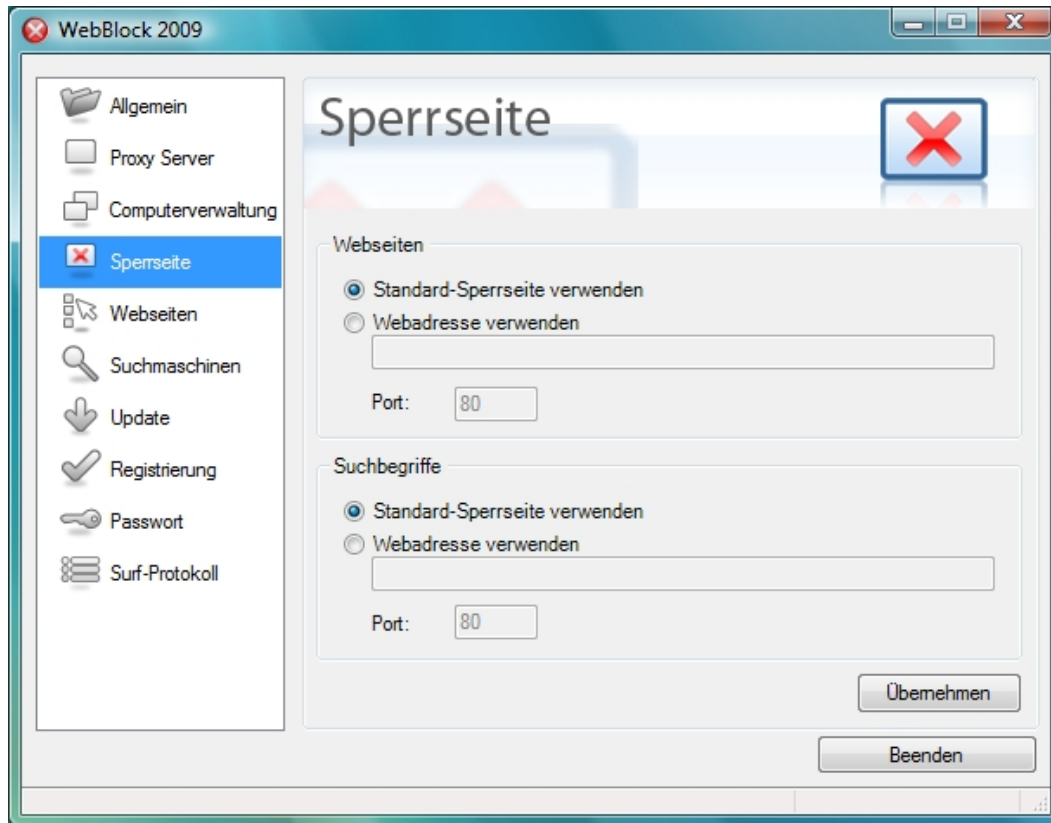 WebBlock 2009
Allgemein
Proxy Server
Computerverwaltung
Sperrseite
Webseiten
Suchmaschinen
Update
Registrierung
Passwort
Surf-Protokoll
Sperrseite
Webseiten
Standard-Sperrseite verwenden
Webadresse verwenden
Port: 80
Suchbegriffe
Standard-Sperrseite verwenden
Webadresse verwenden
Port: 80
Übernehmen
Beenden